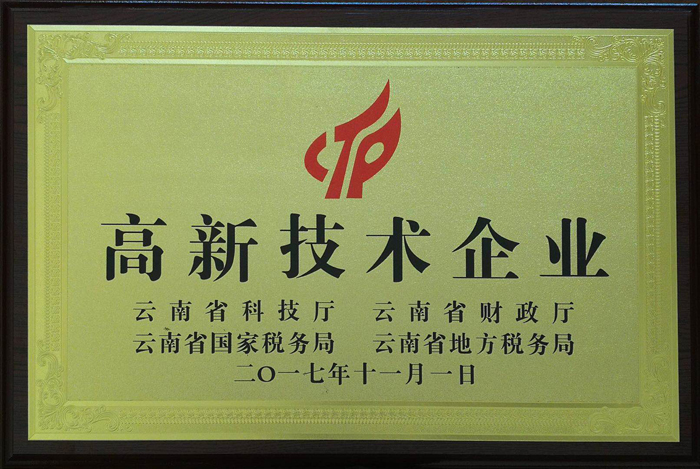 CTP
高新技术企业
云南省科技厅 云南省财政厅
云南省国家税务局 云南省地方税务局
二〇一七年十一月一日